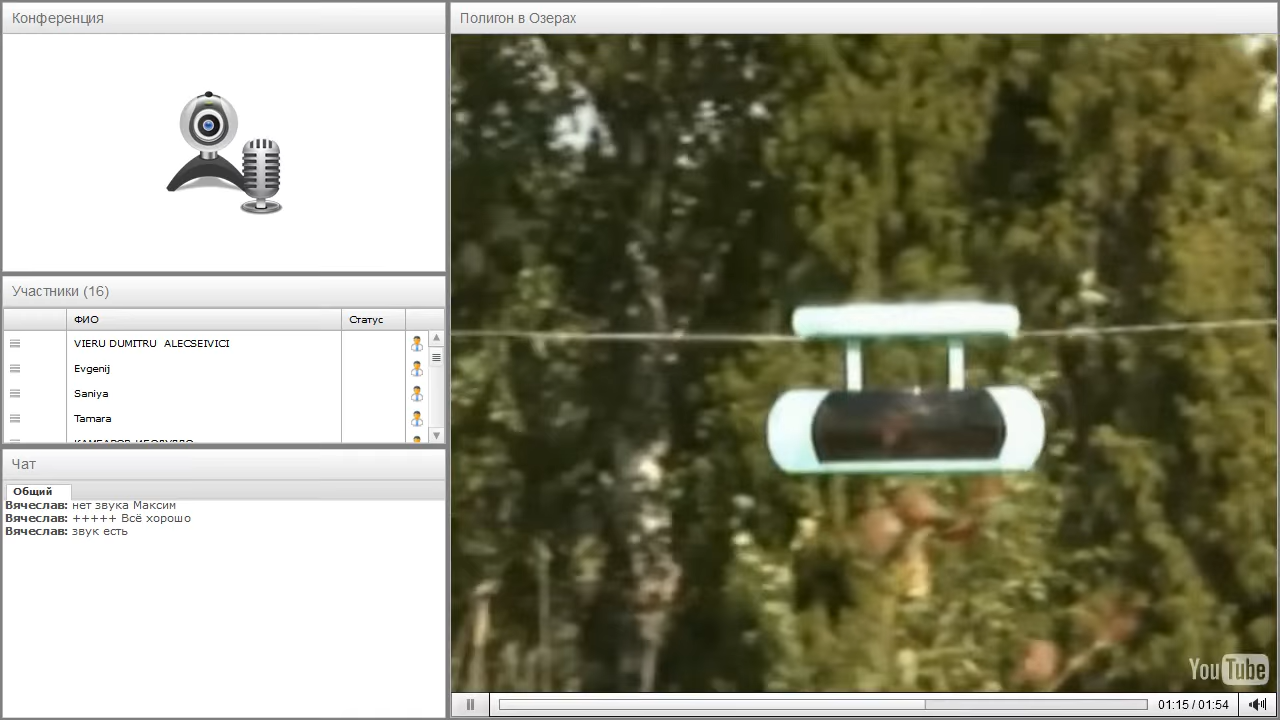 Конференция
Полигон в Озерах
Участники (16)
ФИО Статус
VIERU DUMITRU ALECSEIVICI
Evgenij
Saniya
Tamara
Чат
Общий
Вячеслав: нет звука Максим
Вячеслав: +++++ Всё хорошо
Вячеслав: звук есть
YouTube
01:15 / 01:54